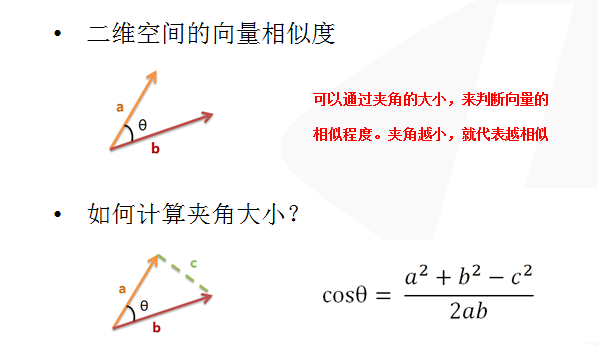 • 二维空间的向量相似度
a
θ
b
可以通过夹角的大小，来判断向量的
相似程度。夹角越小，就代表越相似
• 如何计算夹角大小？
c
a
θ
b
cosθ = (a² + b² − c²) / 2ab